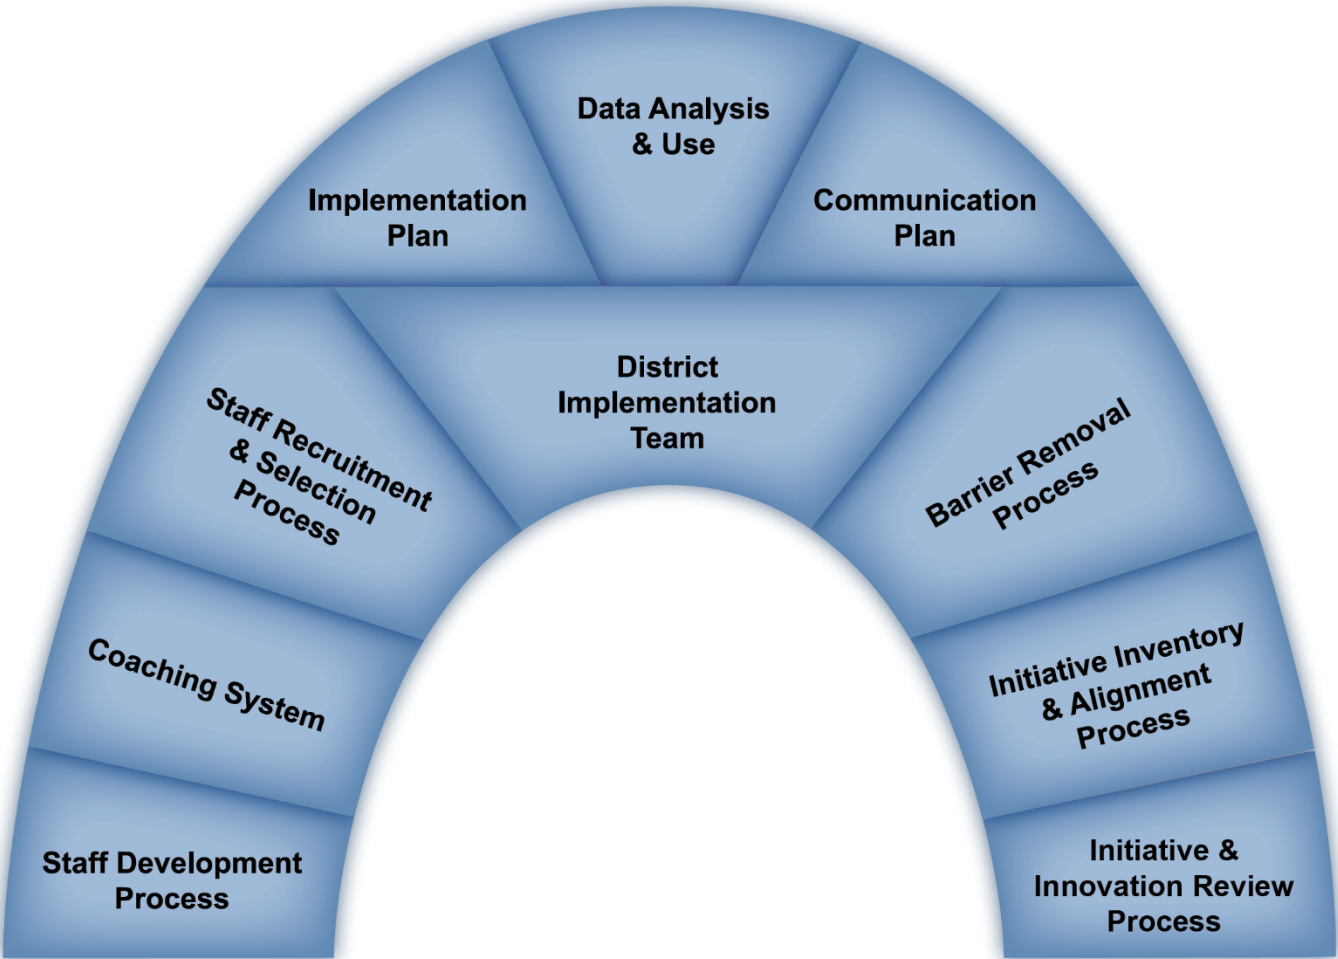 Data Analysis
& Use
Implementation
Plan
Communication
Plan
District
Implementation
Team
Staff Recruitment
& Selection
Process
Barrier Removal
Process
Coaching System
Initiative Inventory
& Alignment
Process
Staff Development
Process
Initiative &
Innovation Review
Process